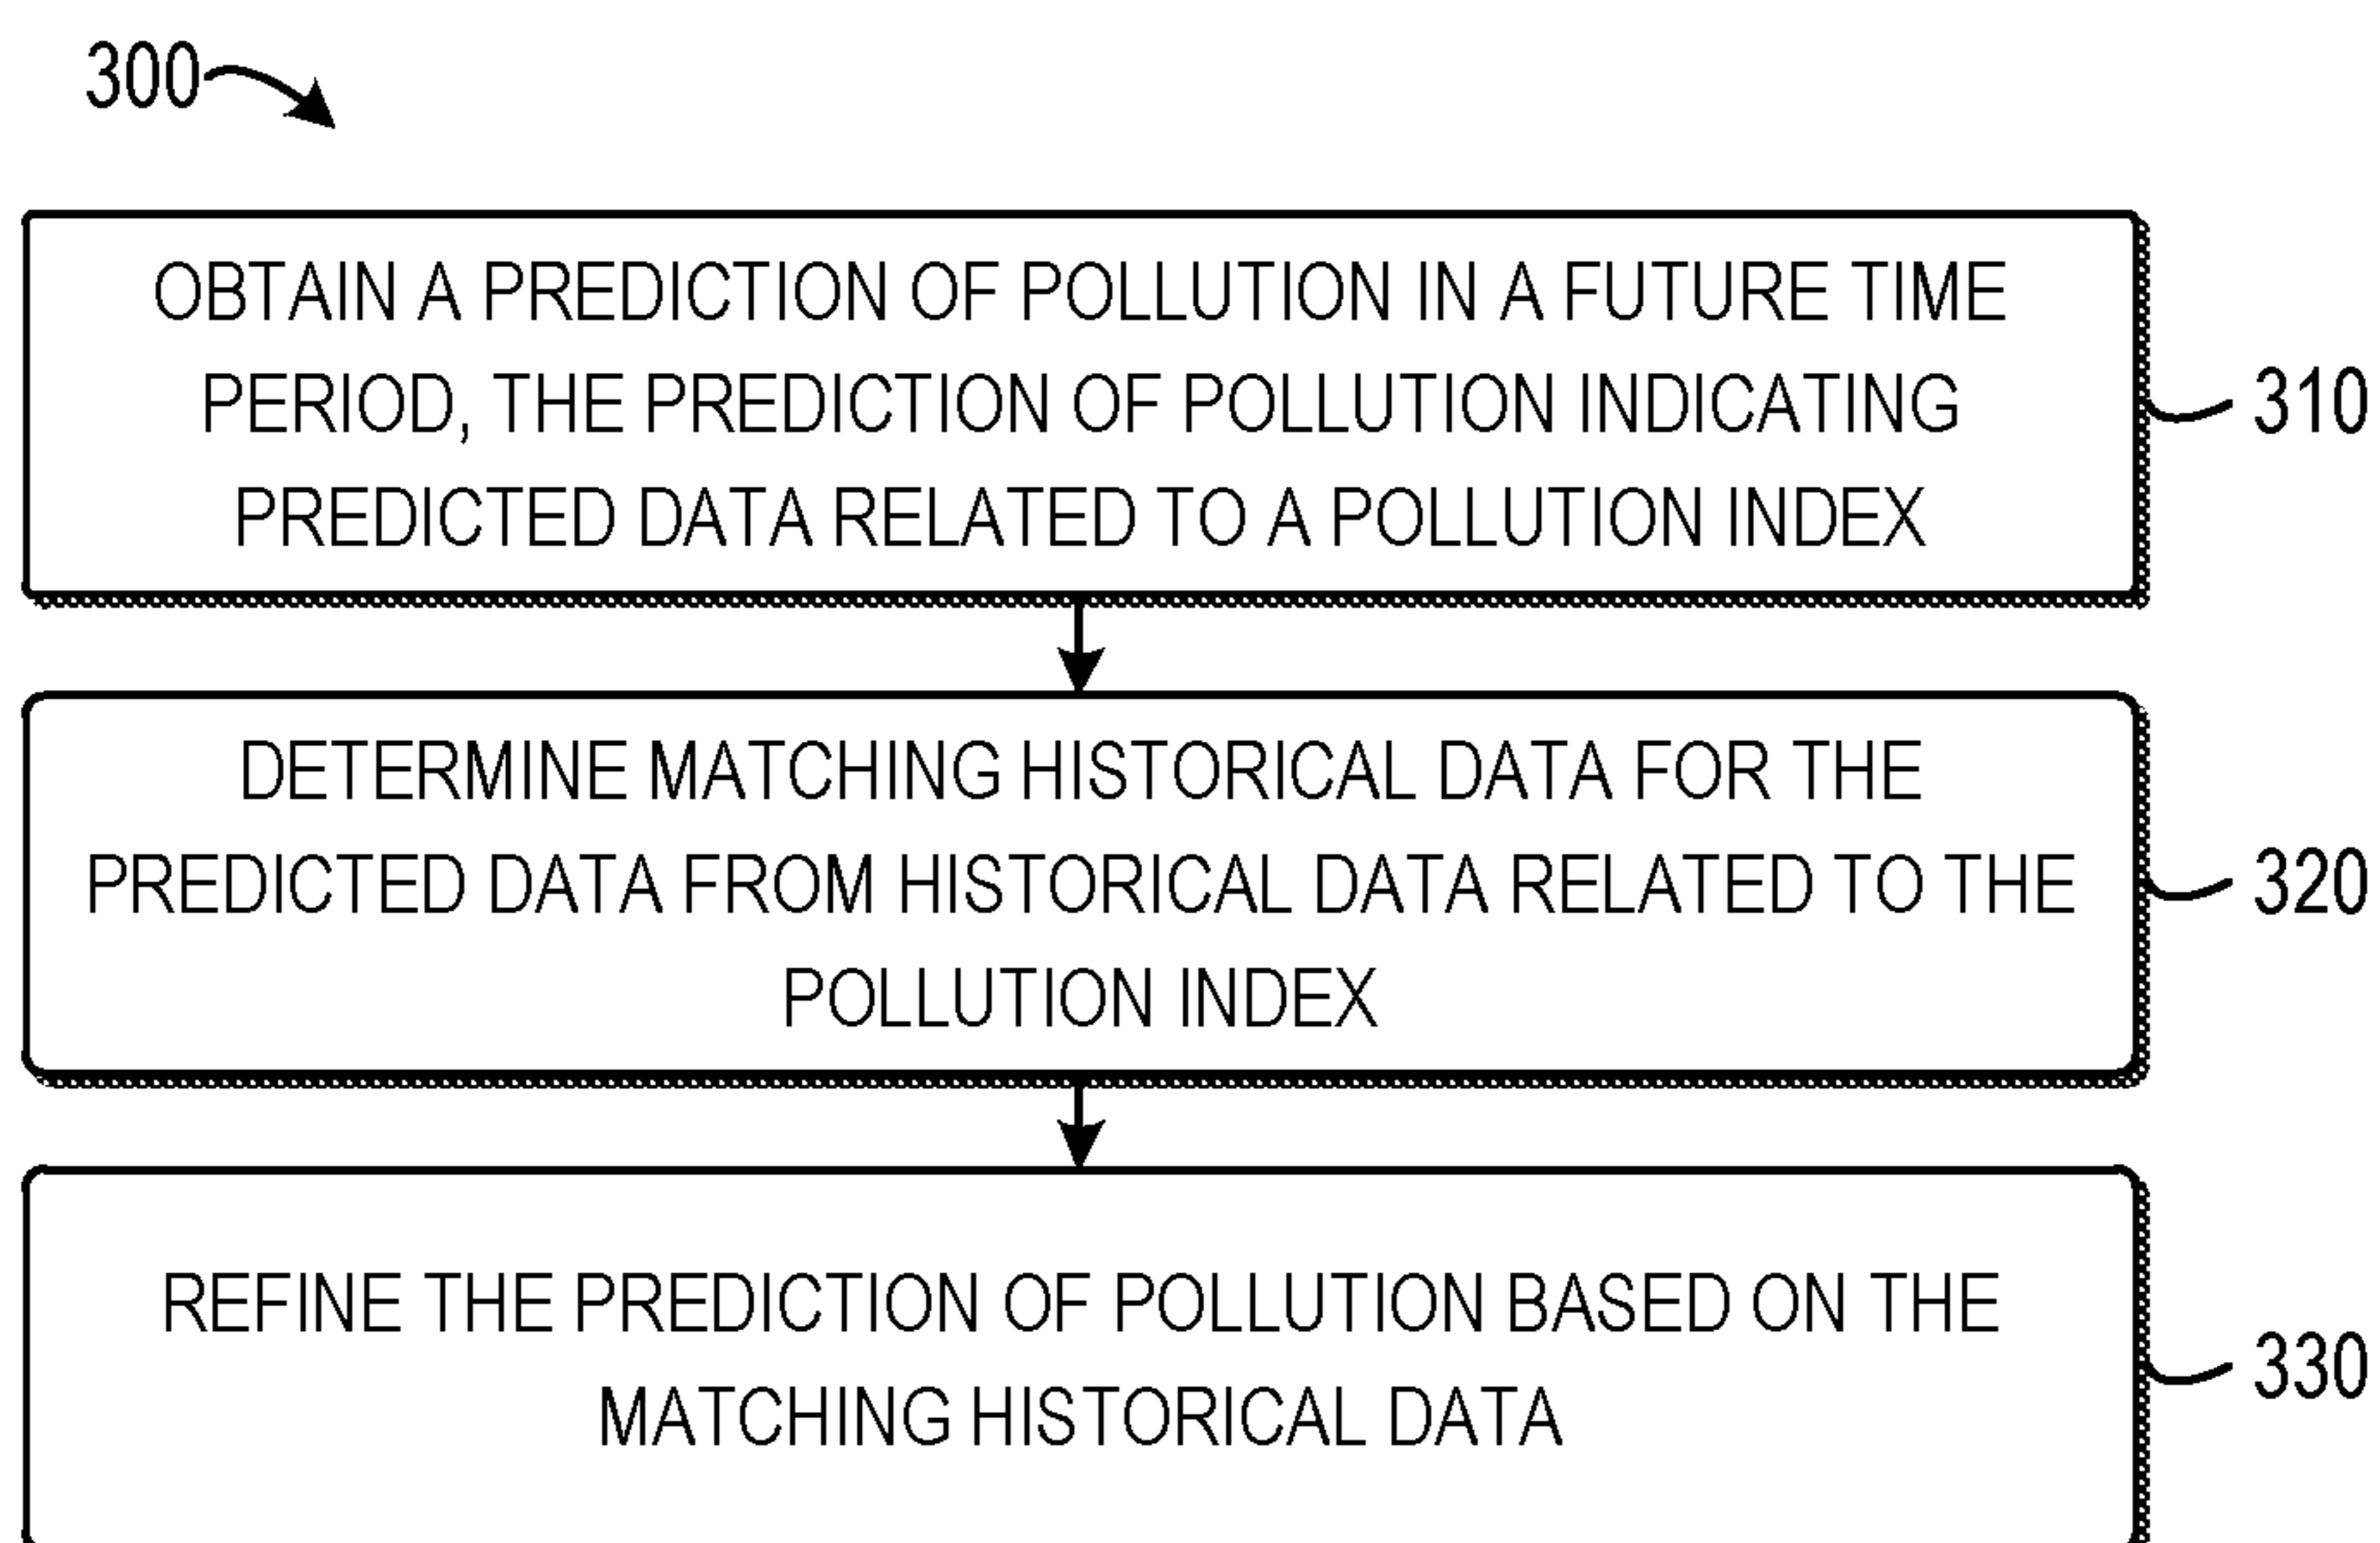 300
OBTAIN A PREDICTION OF POLLUTION IN A FUTURE TIME
PERIOD, THE PREDICTION OF POLLUTION INDICATING
PREDICTED DATA RELATED TO A POLLUTION INDEX
310
DETERMINE MATCHING HISTORICAL DATA FOR THE
PREDICTED DATA FROM HISTORICAL DATA RELATED TO THE
POLLUTION INDEX
320
REFINE THE PREDICTION OF POLLUTION BASED ON THE
MATCHING HISTORICAL DATA
330